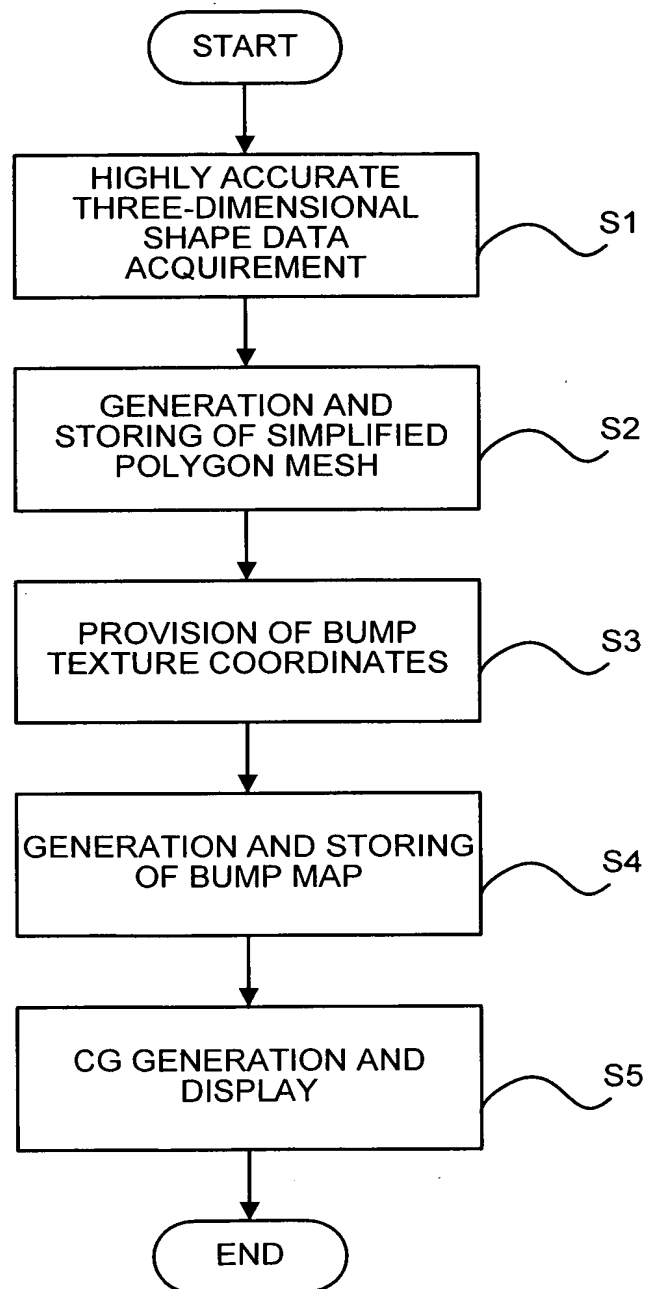 START
HIGHLY ACCURATE
THREE-DIMENSIONAL
SHAPE DATA
ACQUIREMENT
S1
GENERATION AND
STORING OF SIMPLIFIED
POLYGON MESH
S2
PROVISION OF BUMP
TEXTURE COORDINATES
S3
GENERATION AND STORING
OF BUMP MAP
S4
CG GENERATION AND
DISPLAY
S5
END